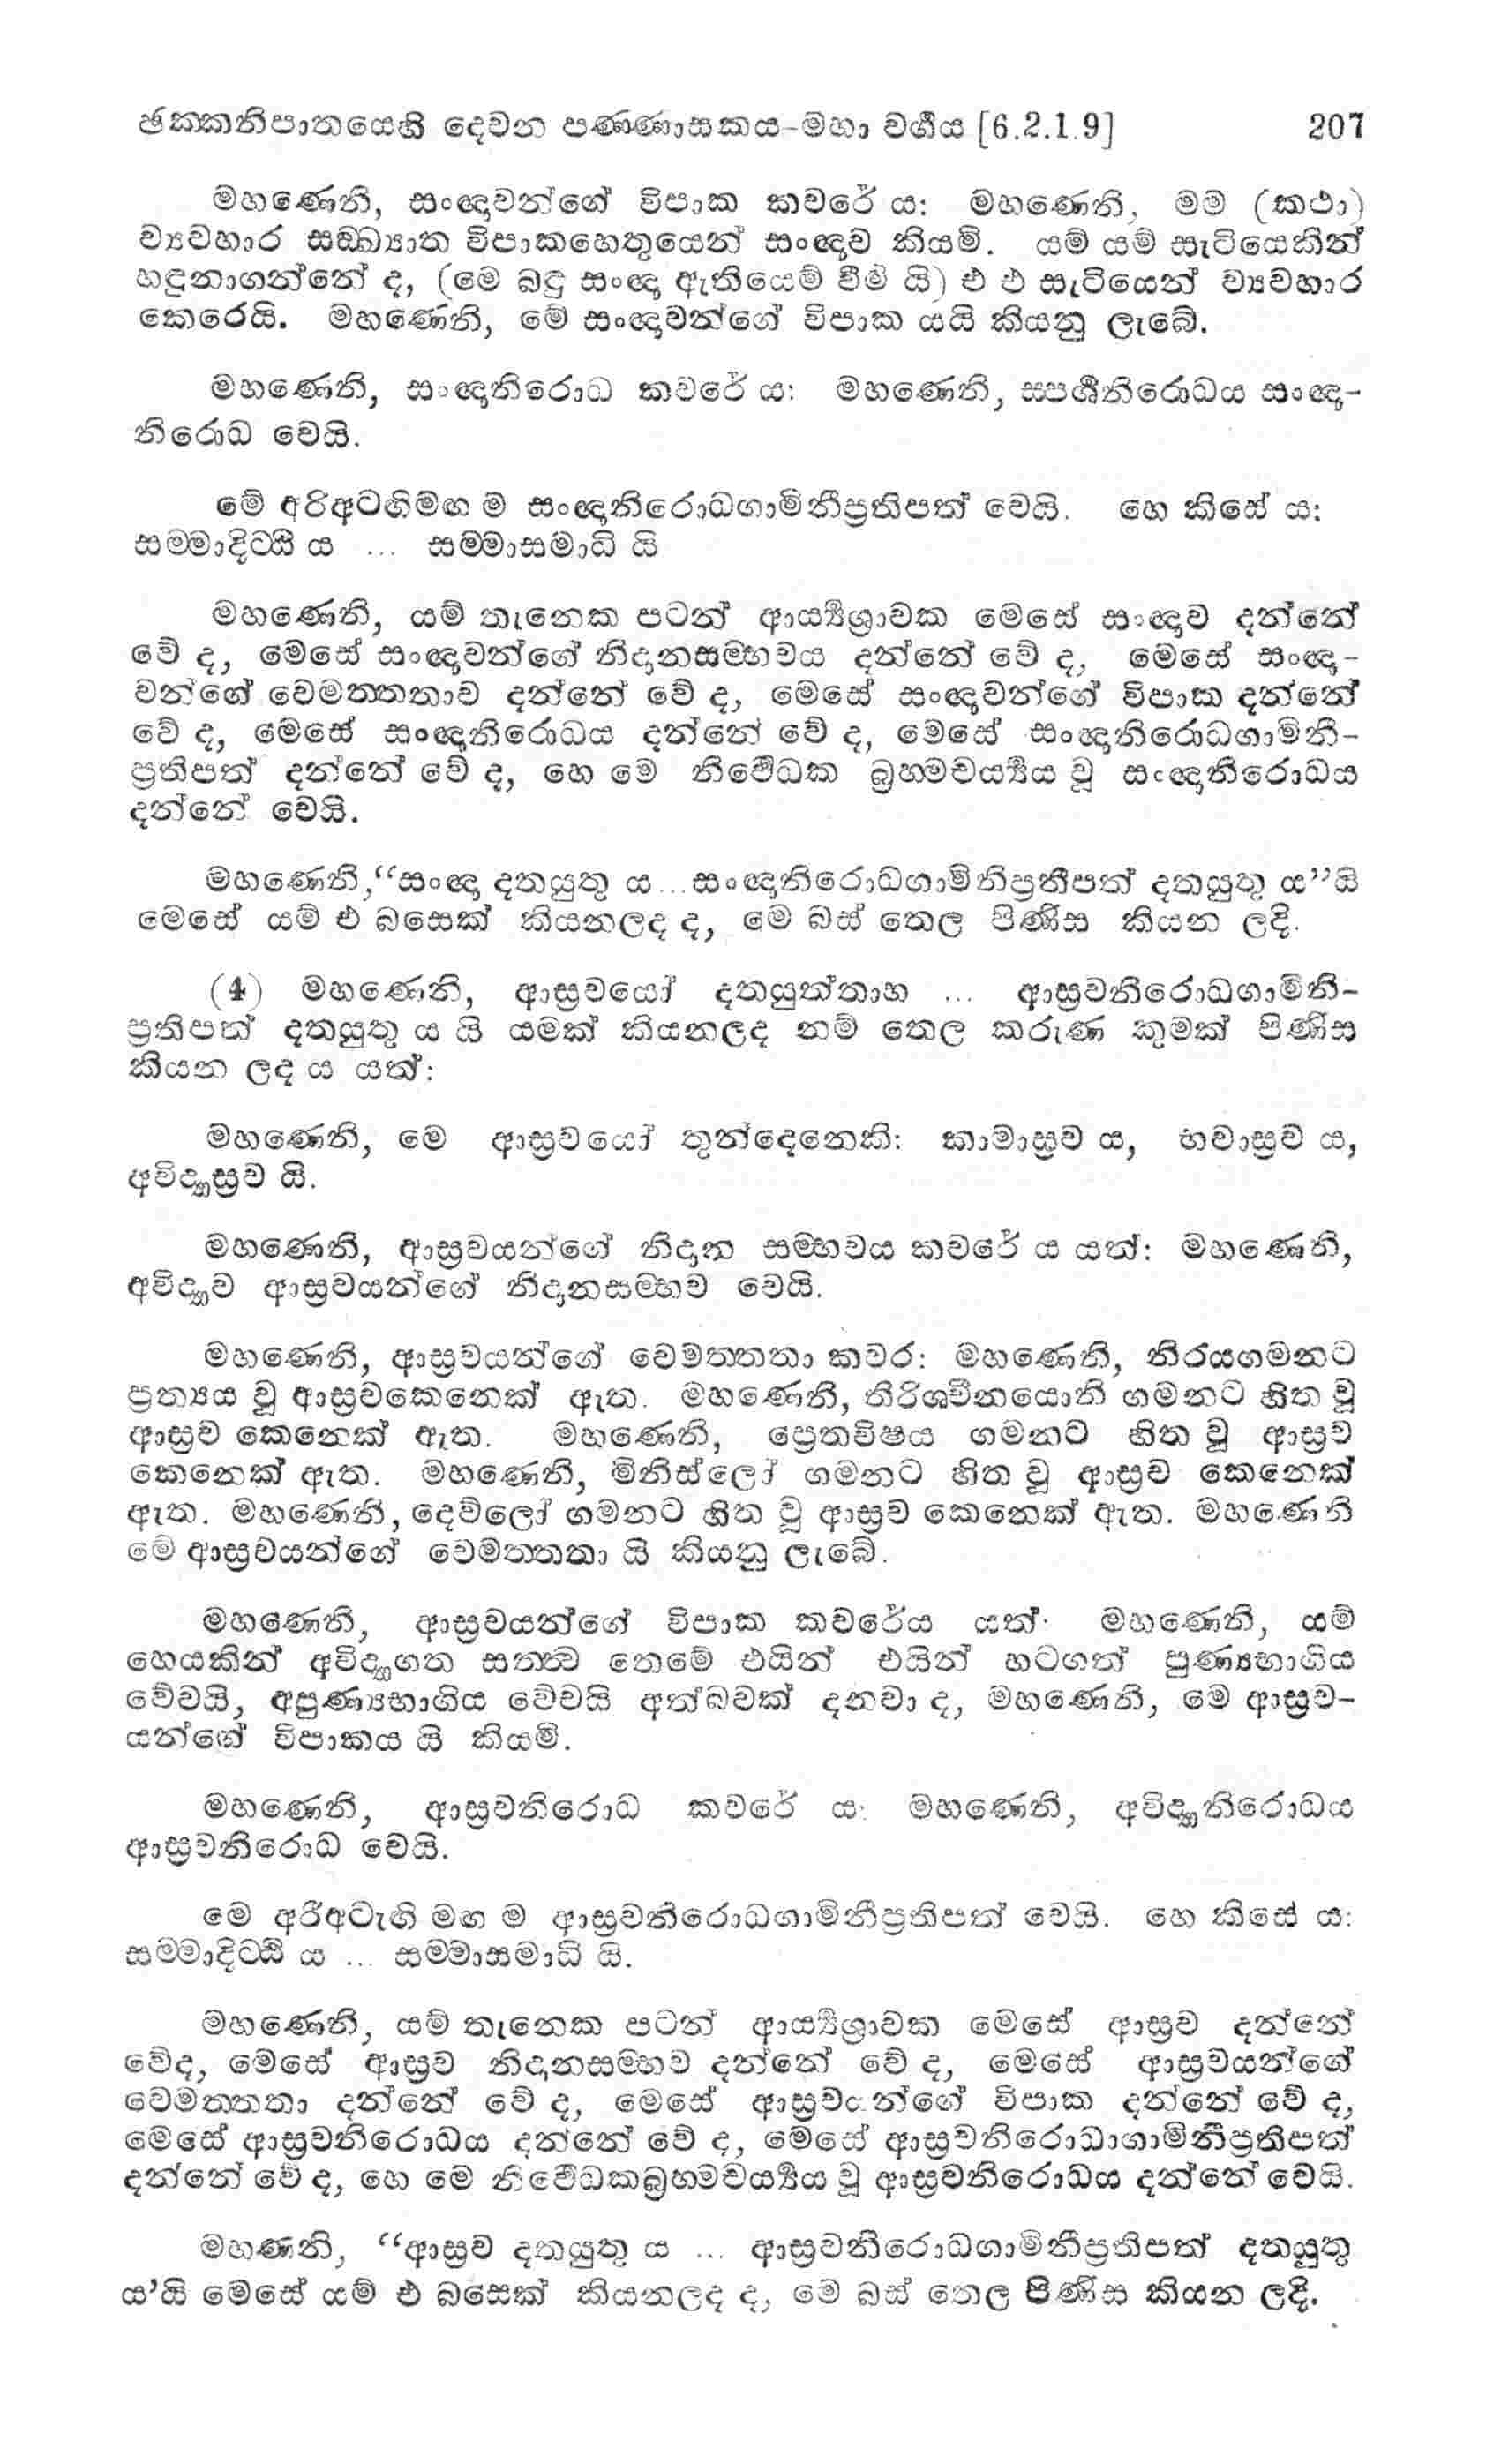 ඡක්කනිපාතයෙහි දෙවන පණ්ණාසකය-මහා වර්ගය [6.2.1.9] 207
මහණෙනි, සංඥාවන්ගේ විපාක කවරේ ය: මහණෙනි, මම (කථා)
ව්‍යවහාර සඞ්ඛ්‍යාත විපාකහෙතුයෙන් සංඥාව කියමි. යම් යම් සැටියෙකින්
හඳුනාගන්නේ ද, (මෙ බඳු සංඥා ඇතියෙම් වීමි යි) එ එ සැටියෙන් ව්‍යවහාර
කෙරෙයි. මහණෙනි, මේ සංඥාවන්ගේ විපාක යයි කියනු ලැබේ.
මහණෙනි, සංඥානිරොධ කවරේ ය: මහණෙනි, ස්පර්ශනිරොධය සංඥා-
නිරොධ වෙයි.
මේ අරිඅටඟිමඟ ම සංඥානිරොධගාමිනීප්‍රතිපත් වෙයි. හෙ කිසේ ය:
සම්මාදිට්ඨි ය ... සම්මාසමාධි යි
මහණෙනි, යම් තැනෙක පටන් ආර්‍ය්‍යශ්‍රාවක මෙසේ සංඥාව දන්නේ
වේ ද, මෙසේ සංඥාවන්ගේ නිදානසම්භවය දන්නේ වේ ද, මෙසේ සංඥා-
වන්ගේ වෙමත්තතාව දන්නේ වේ ද, මෙසේ සංඥාවන්ගේ විපාක දන්නේ
වේ ද, මෙසේ සංඥානිරොධය දන්නේ වේ ද, මෙසේ සංඥානිරොධගාමිනී-
ප්‍රතිපත් දන්නේ වේ ද, හෙ මෙ නිර්වේධක බ්‍රහ්මචර්‍ය්‍යය වූ සංඥානිරොධය
දන්නේ වෙයි.
මහණෙනි,“සංඥා දතයුතු ය...සංඥානිරොධගාමිනිප්‍රතිපත් දතයුතු ය”යි
මෙසේ යම් එ බසෙක් කියනලද ද, මෙ බස් තෙල පිණිස කියන ලදි.
(4) මහණෙනි, ආස්‍රවයෝ දතයුත්තාහ ... ආස්‍රවනිරොධගාමිනි-
ප්‍රතිපත් දතයුතු ය යි යමක් කියනලද නම් තෙල කරුණ කුමක් පිණිස
කියන ලද ය යත්:
මහණෙනි, මෙ ආස්‍රවයෝ තුන්දෙනෙකි: කාමාස්‍රව ය, භවාස්‍රව ය,
අවිද්‍යාස්‍රව යි.
මහණෙනි, ආස්‍රවයන්ගේ නිදාන සම්භවය කවරේ ය යත්: මහණෙනි,
අවිද්‍යාව ආස්‍රවයන්ගේ නිදානසම්භව වෙයි.
මහණෙනි, ආස්‍රවයන්ගේ වෙමත්තතා කවර: මහණෙනි, නිරයගමනට
ප්‍රත්‍යය වූ ආස්‍රවකෙනෙක් ඇත. මහණෙනි, තිරිශ්චීනයොනි ගමනට හිත වූ
ආස්‍රව කෙනෙක් ඇත. මහණෙනි, ප්‍රෙතවිෂය ගමනට හිත වූ ආස්‍රව
කෙනෙක් ඇත. මහණෙනි, මිනිස්ලෝ ගමනට හිත වූ ආස්‍රව කෙනෙක්
ඇත. මහණෙනි, දෙව්ලෝ ගමනට හිත වූ ආස්‍රව කෙනෙක් ඇත. මහණෙනි
මේ ආස්‍රවයන්ගේ වෙමත්තතා යි කියනු ලැබේ.
මහණෙනි, ආස්‍රවයන්ගේ විපාක කවරේය යත්: මහණෙනි, යම්
හෙයකින් අවිද්‍යාගත සත්ත්‍ව තෙමේ එයින් එයින් හටගත් පුණ්‍යභාගිය
වේවයි, අපුණ්‍යභාගිය වේවයි අත්බවක් දනවා ද, මහණෙනි, මෙ ආස්‍රව-
යන්ගේ විපාකය යි කියමි.
මහණෙනි, ආස්‍රවනිරොධ කවරේ ය: මහණෙනි, අවිද්‍යානිරොධය
ආස්‍රවනිරොධ වෙයි.
මෙ අරිඅටැඟි මඟ ම ආස්‍රවනිරොධගාමිනීප්‍රතිපත් වෙයි. හෙ කිසේ ය:
සම්මාදිට්ඨි ය ... සම්මාසමාධි යි.
මහණෙනි, යම් තැනෙක පටන් ආර්‍ය්‍යශ්‍රාවක මෙසේ ආස්‍රව දන්නේ
වේද, මෙසේ ආස්‍රව නිදානසම්භව දන්නේ වේ ද, මෙසේ ආස්‍රවයන්ගේ
වෙමත්තතා දන්නේ වේ ද, මෙසේ ආස්‍රවයන්ගේ විපාක දන්නේ වේ ද,
මෙසේ ආස්‍රවනිරොධය දන්නේ වේ ද, මෙසේ ආස්‍රවනිරොධාගාමිනීප්‍රතිපත්
දන්නේ වේ ද, හෙ මෙ නිර්වේධකබ්‍රහ්මචර්‍ය්‍යය වූ ආස්‍රවනිරොධය දන්නේ වෙයි.
මහණනි, “ආස්‍රව දතයුතු ය ... ආස්‍රවනිරොධගාමිනීප්‍රතිපත් දතයුතු
ය’යි මෙසේ යම් එ බසෙක් කියනලද ද, මෙ බස් තෙල පිණිස කියන ලදි.